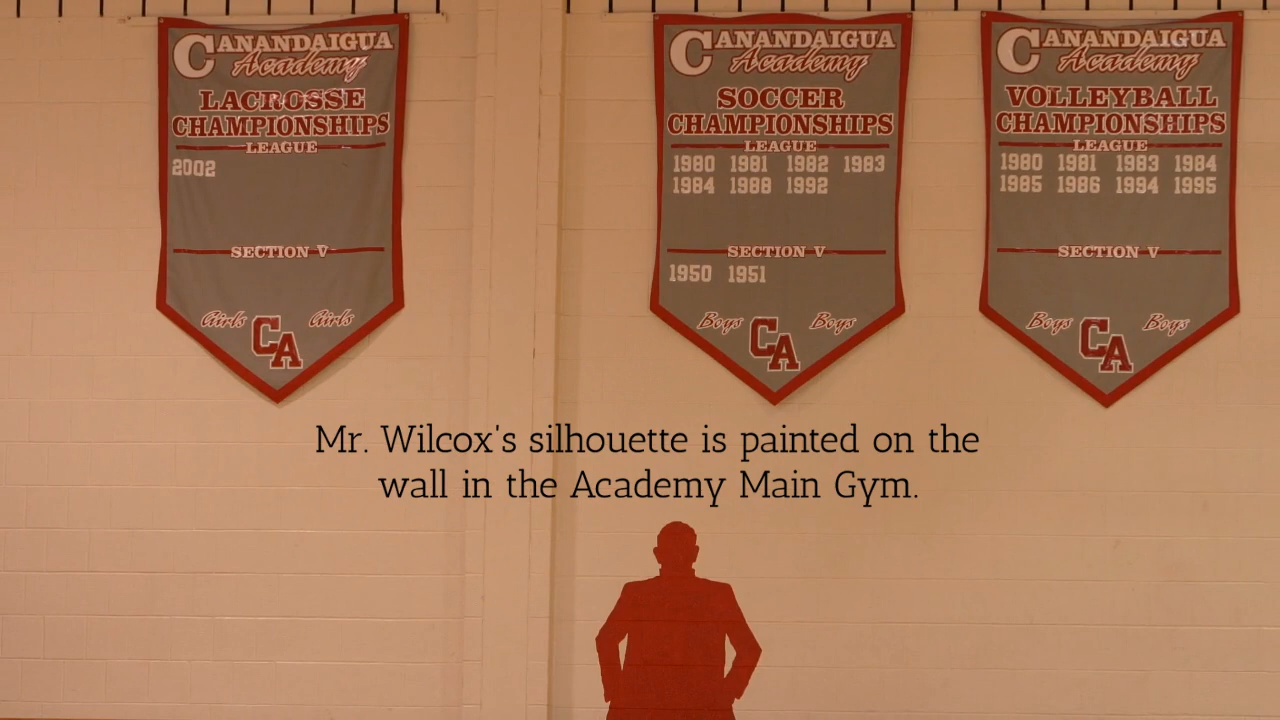 CANANDAIGUA
Academy
LACROSSE
CHAMPIONSHIPS
LEAGUE
2002
SECTION V
Girls CA Girls
CANANDAIGUA
Academy
SOCCER
CHAMPIONSHIPS
LEAGUE
1980 1981 1982 1983
1984 1988 1992
SECTION V
1950 1951
Boys CA Boys
CANANDAIGUA
Academy
VOLLEYBALL
CHAMPIONSHIPS
LEAGUE
1980 1981 1983 1984
1985 1986 1994 1995
SECTION V
Boys CA Boys
Mr. Wilcox's silhouette is painted on the
wall in the Academy Main Gym.